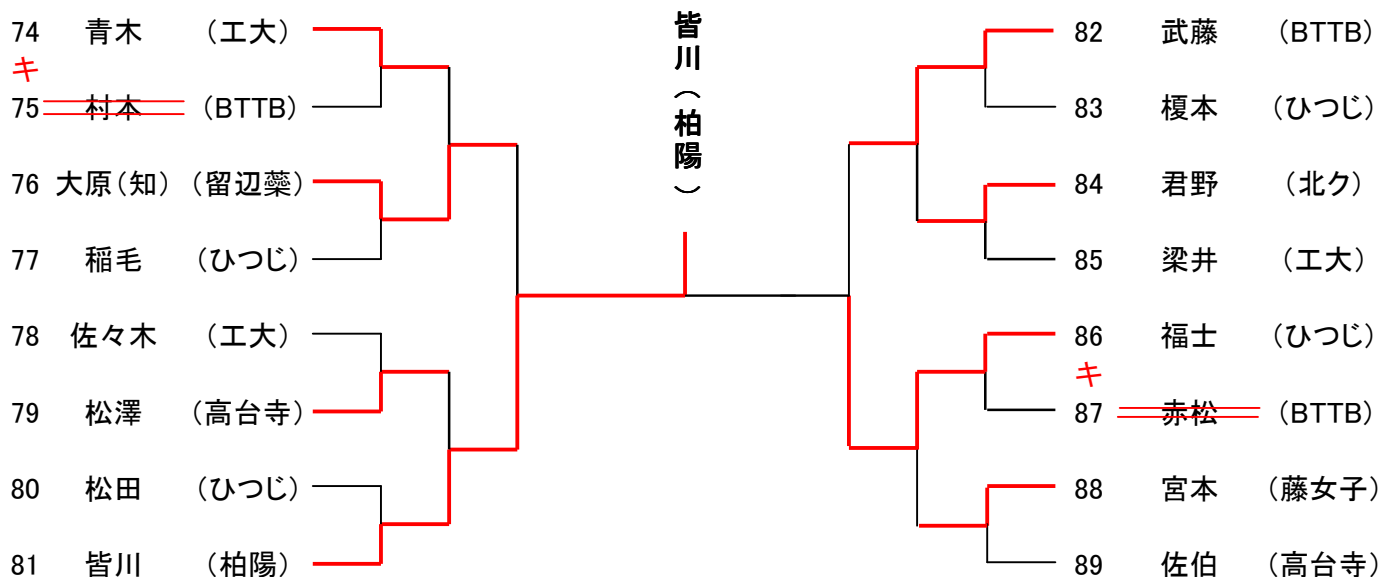 74 青木 (工大)
キ
75 村本 (BTTB)
76 大原(知) (留辺蘂)
77 稲毛 (ひつじ)
78 佐々木 (工大)
79 松澤 (高台寺)
80 松田 (ひつじ)
81 皆川 (柏陽)
皆川(柏陽)
82 武藤 (BTTB)
83 榎本 (ひつじ)
84 君野 (北ク)
85 梁井 (工大)
86 福士 (ひつじ)
キ
87 赤松 (BTTB)
88 宮本 (藤女子)
89 佐伯 (高台寺)